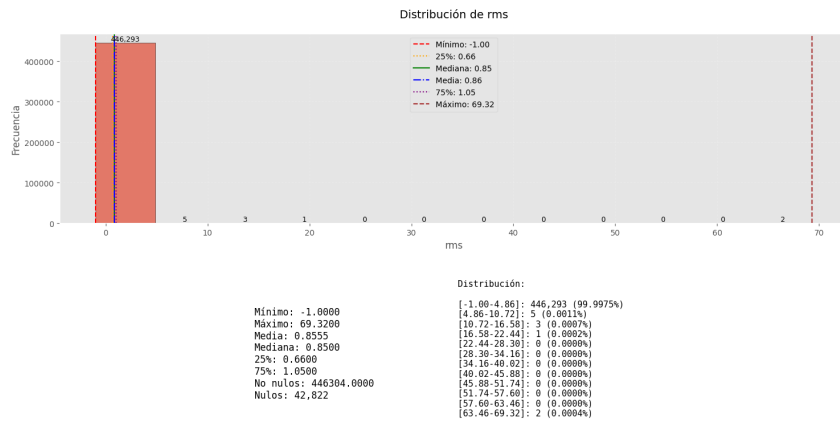 Distribución de rms
446,293
Mínimo: -1.00
25%: 0.66
Mediana: 0.85
Media: 0.86
75%: 1.05
Máximo: 69.32
Frecuencia
400000
300000
200000
100000
0
5 3 1 0 0 0 0 0 0 0 2
0 10 20 30 40 50 60 70
rms
Mínimo: -1.0000
Máximo: 69.3200
Media: 0.8555
Mediana: 0.8500
25%: 0.6600
75%: 1.0500
No nulos: 446304.0000
Nulos: 42,822
Distribución:
[-1.00-4.86]: 446,293 (99.9975%)
[4.86-10.72]: 5 (0.0011%)
[10.72-16.58]: 3 (0.0007%)
[16.58-22.44]: 1 (0.0002%)
[22.44-28.30]: 0 (0.0000%)
[28.30-34.16]: 0 (0.0000%)
[34.16-40.02]: 0 (0.0000%)
[40.02-45.88]: 0 (0.0000%)
[45.88-51.74]: 0 (0.0000%)
[51.74-57.60]: 0 (0.0000%)
[57.60-63.46]: 0 (0.0000%)
[63.46-69.32]: 2 (0.0004%)